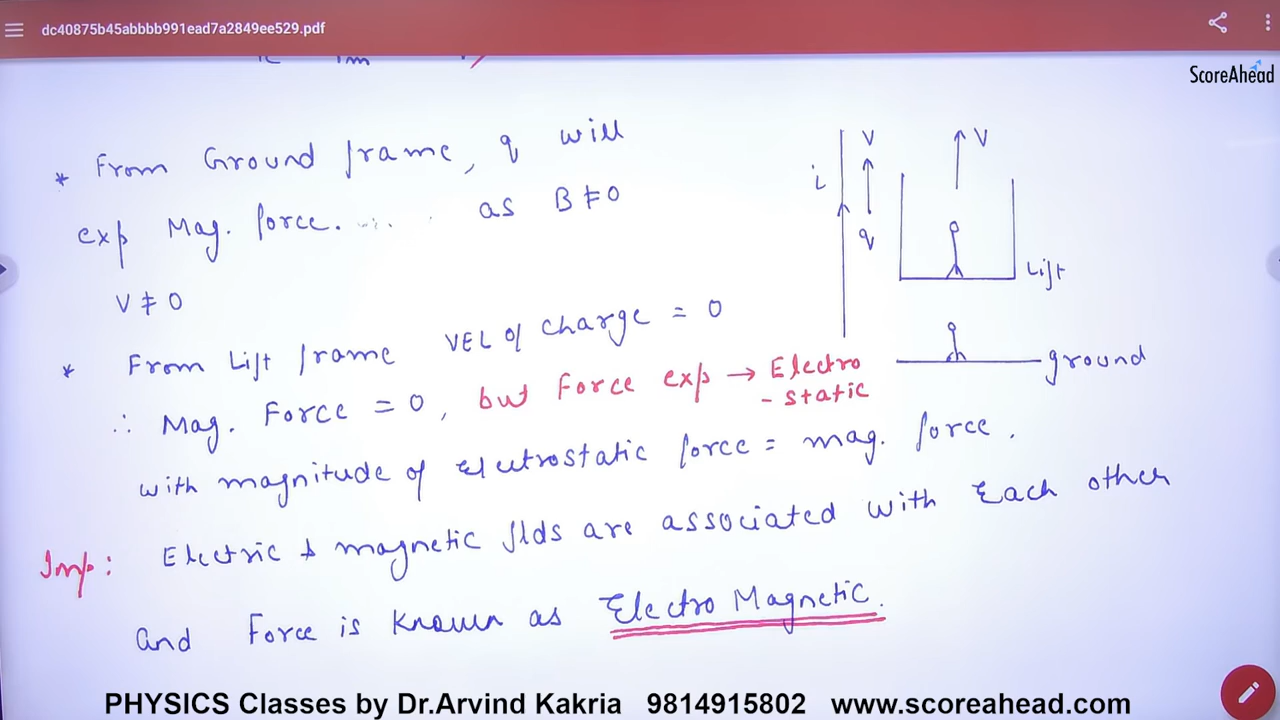 dc40875b45abbbb991ead7a2849ee529.pdf
ScoreAhead
* From Ground frame, q will
exp Mag. force. as B ≠ 0
V ≠ 0
* From Lift frame VEL of charge = 0
∴ Mag. Force = 0, but Force exp → Electro
- static
with magnitude of Electrostatic force = mag. force.
Imp: Electric & magnetic flds are associated with Each other
and Force is known as Electro Magnetic.
i
V
q
V
Lift
ground
PHYSICS Classes by Dr.Arvind Kakria 9814915802 www.scoreahead.com